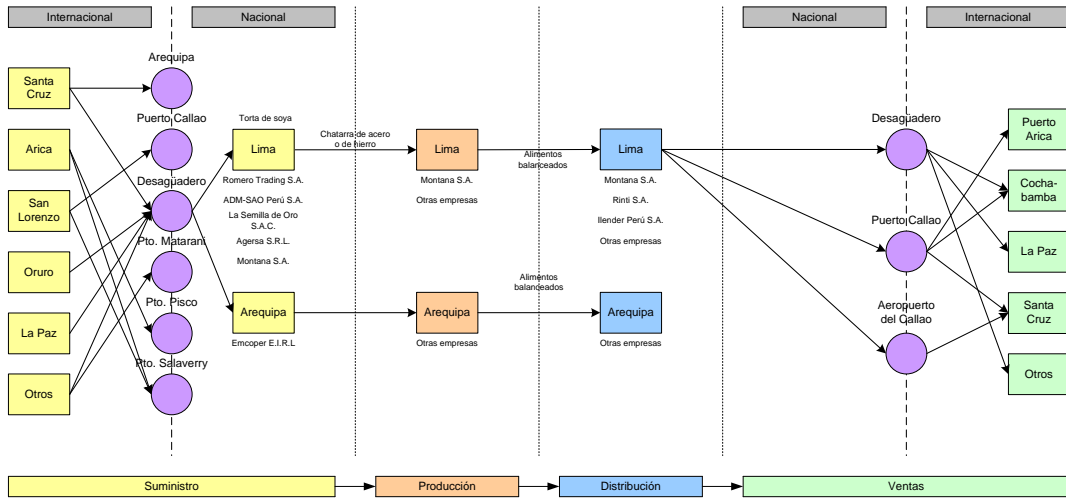 Internacional
Nacional
Nacional
Internacional
Santa
Cruz
Arica
San
Lorenzo
Oruro
La Paz
Otros
Arequipa
Puerto Callao
Desagüadero
Pto. Matarani
Pto. Pisco
Pto. Salaverry
Torta de soya
Lima
Romero Trading S.A.
ADM-SAO Perú S.A.
La Semilla de Oro
S.A.C.
Agersa S.R.L.
Montana S.A.
Arequipa
Emcoper E.I.R.L
Chatarra de acero
o de hierro
Lima
Montana S.A.
Otras empresas
Arequipa
Otras empresas
Alimentos
balanceados
Alimentos
balanceados
Lima
Montana S.A.
Rinti S.A.
Ilender Perú S.A.
Otras empresas
Arequipa
Otras empresas
Desagüadero
Puerto Callao
Aeropuerto
del Callao
Puerto
Arica
Cocha-
bamba
La Paz
Santa
Cruz
Otros
Suministro
Producción
Distribución
Ventas